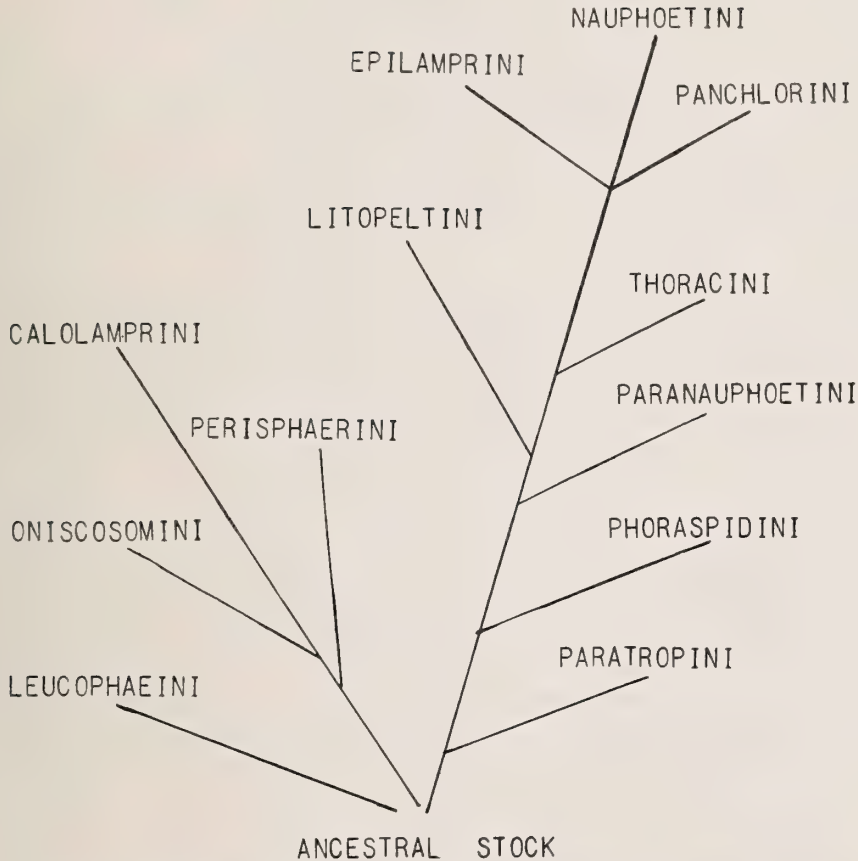 NAUPHOETINI
EPILAMPRINI
PANCHLORINI
LITOPELTINI
THORACINI
CALOLAMPRINI
PARANAUPHOETINI
PERISPHAERINI
ONISCOSOMINI
PHORASPIDINI
PARATROPINI
LEUCOPHAEINI
ANCESTRAL STOCK